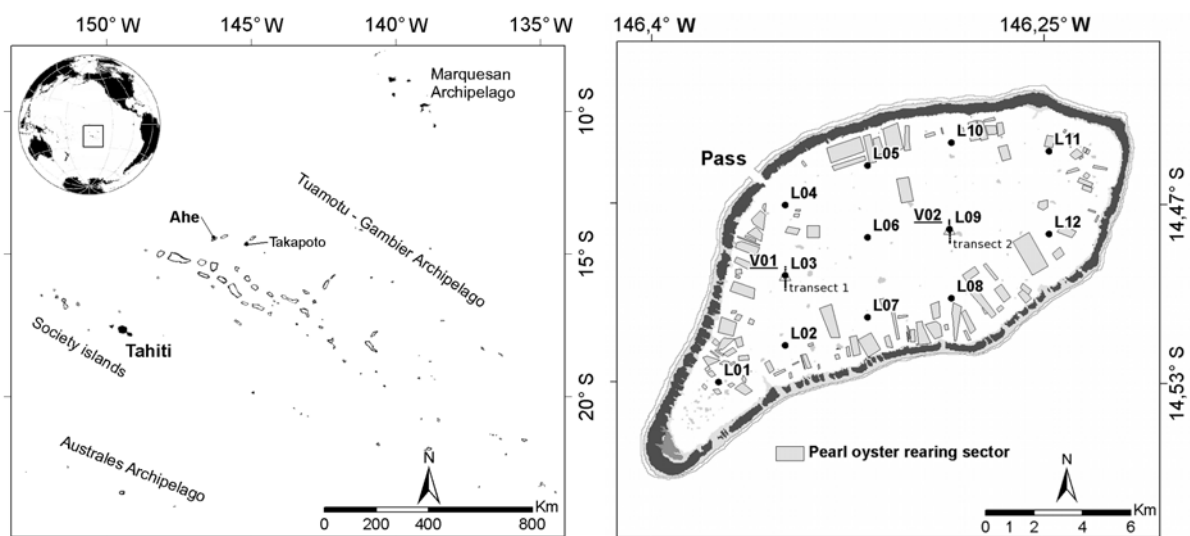 150° W
145° W
140° W
135° W
Marquesan
Archipelago
10° S
Tuamotu - Gambier Archipelago
Ahe
Takapoto
15° S
Society islands
Tahiti
20° S
Australes Archipelago
N
Km
0 200 400 800
146,4° W
146,25° W
Pass
L10
L11
L05
L04
14,47° S
V02 L09
L06
transect 2
L12
V01 L03
transect 1
L08
L07
L02
L01
14,53° S
Pearl oyster rearing sector
N
Km
0 1 2 4 6